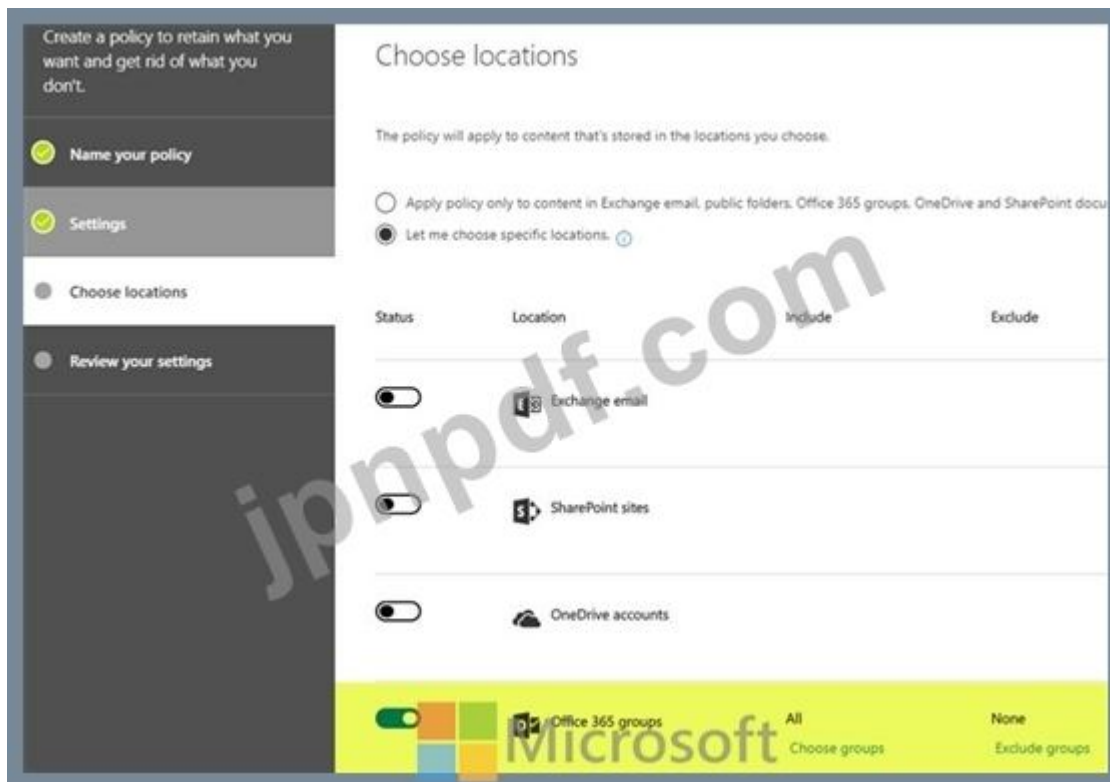 Create a policy to retain what you
want and get rid of what you
don't.
Name your policy
Settings
Choose locations
Review your settings
Choose locations
The policy will apply to content that's stored in the locations you choose.
Apply policy only to content in Exchange email, public folders, Office 365 groups, OneDrive and SharePoint docu
Let me choose specific locations.
Status Location Include Exclude
Exchange email
SharePoint sites
OneDrive accounts
Office 365 groups All None
Choose groups Exclude groups
jpnpdf.com
Microsoft